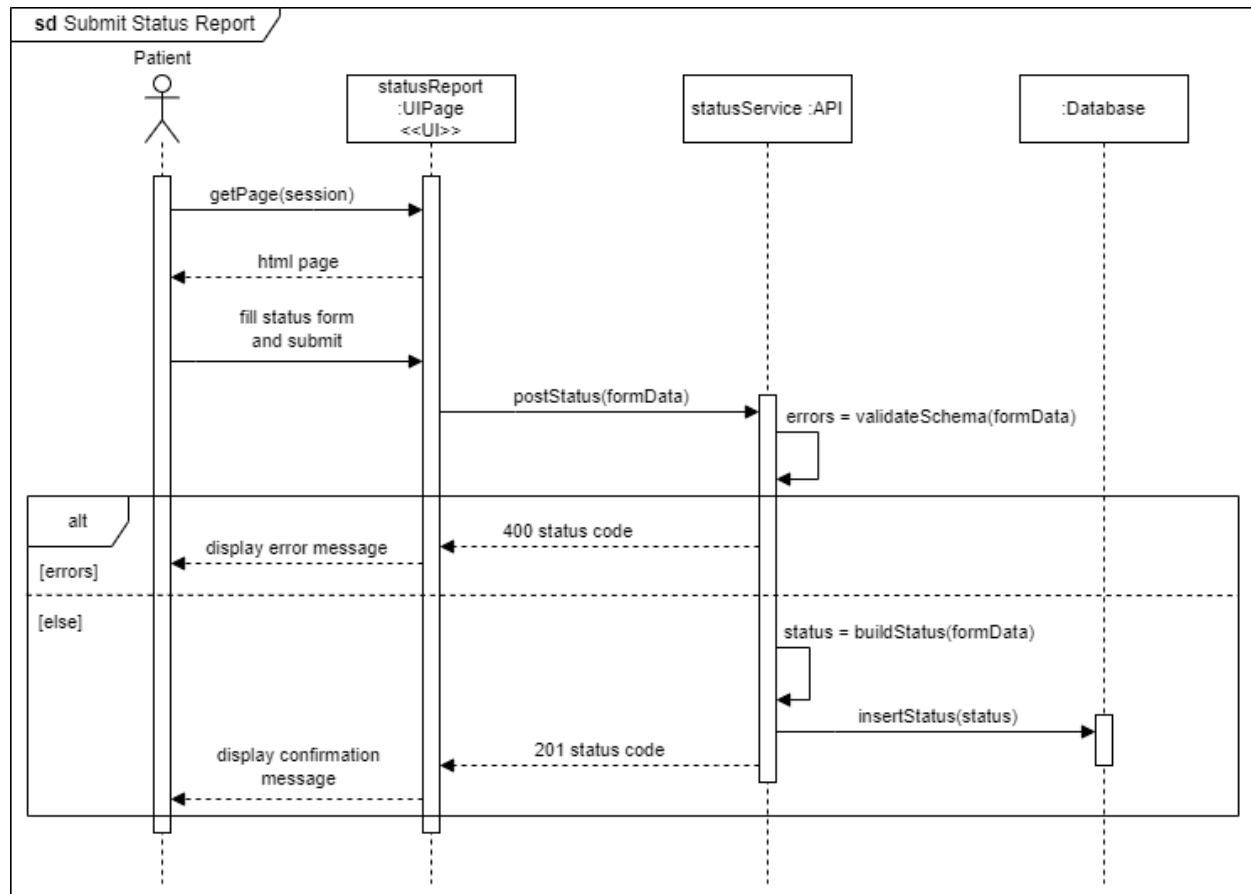 sd Submit Status Report
Patient
statusReport
:UIPage
<<UI>>
statusService :API
:Database
getPage(session)
html page
fill status form
and submit
postStatus(formData)
errors = validateSchema(formData)
alt
400 status code
display error message
[errors]
[else]
status = buildStatus(formData)
insertStatus(status)
201 status code
display confirmation
message